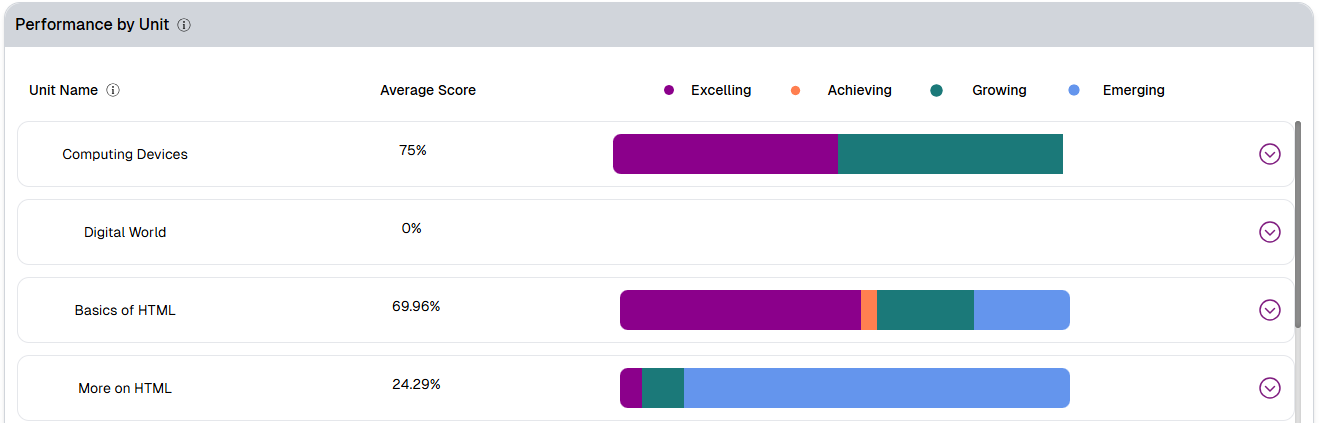 Performance by Unit
Unit Name Average Score Excelling Achieving Growing Emerging
Computing Devices 75%
Digital World 0%
Basics of HTML 69.96%
More on HTML 24.29%